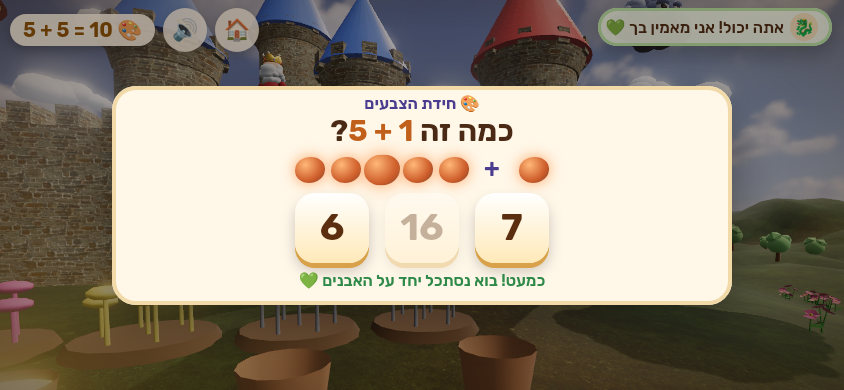 5 + 5 = 10
אתה יכול! אני מאמין בך
חידת הצבעים
כמה זה 5 + 1?
+
6
16
7
כמעט! בוא נסתכל יחד על האבנים